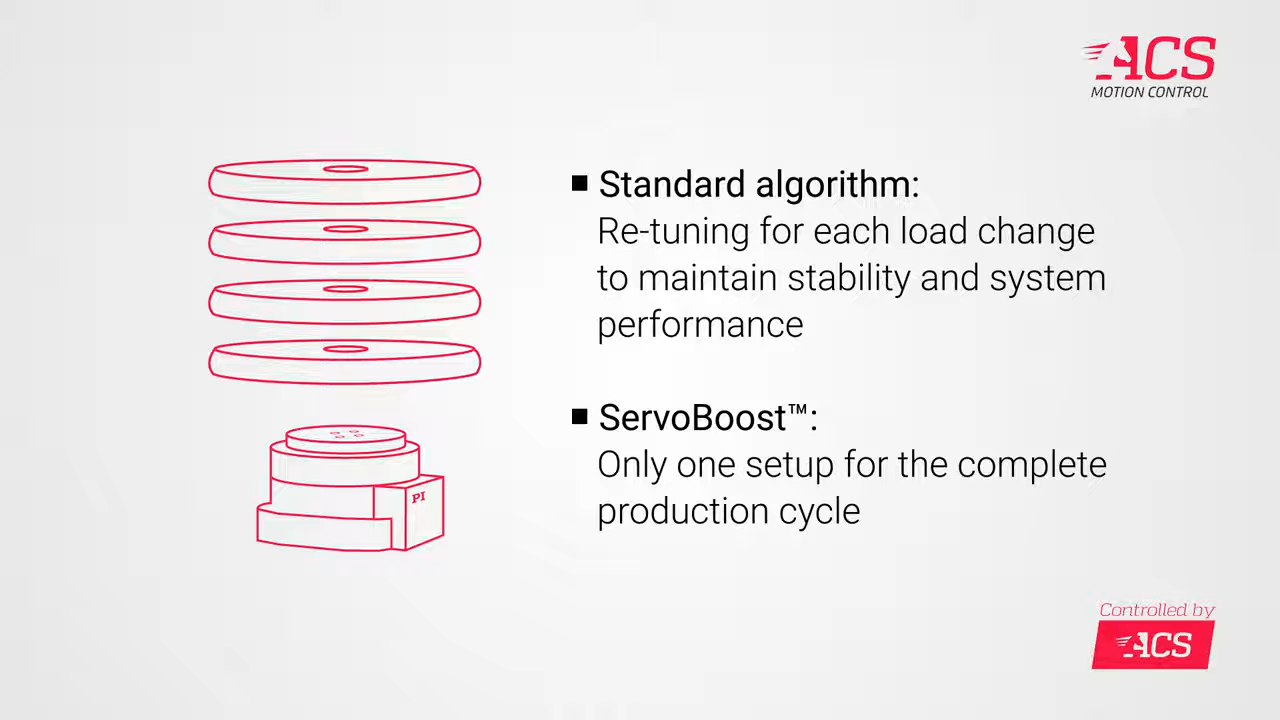 ACS
MOTION CONTROL
■ Standard algorithm:
Re-tuning for each load change
to maintain stability and system
performance
■ ServoBoost™:
Only one setup for the complete
production cycle
PI
Controlled by
ACS